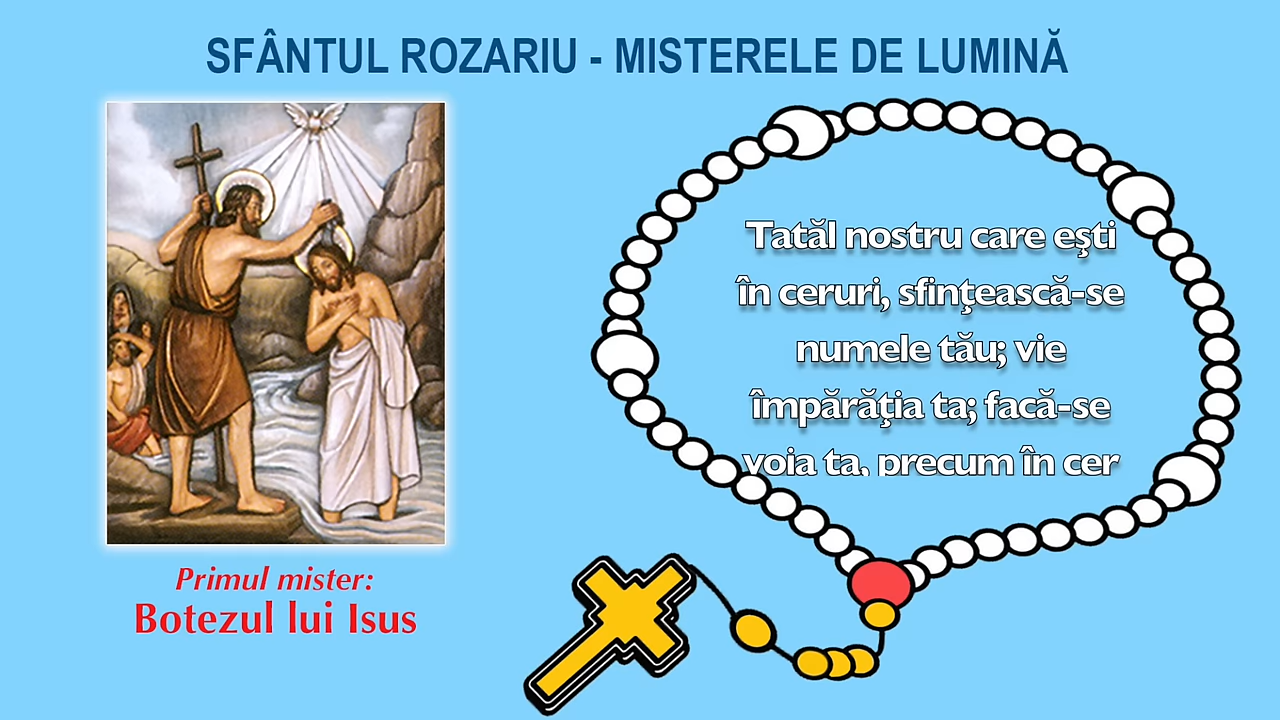 SFÂNTUL ROZARIU - MISTERELE DE LUMINĂ
Tatăl nostru care eşti
în ceruri, sfinţească-se
numele tău; vie
împărăţia ta; facă-se
voia ta, precum în cer
Primul mister:
Botezul lui Isus